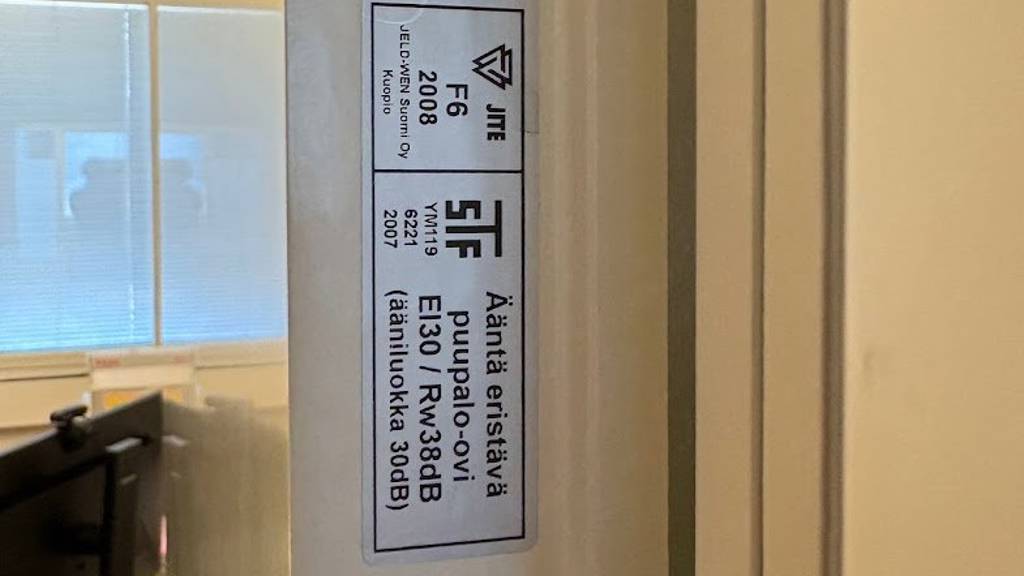 JITE
F6
2008
JELD-WEN Suomi Oy
Kuopio
STF
YM119
6221
2007
Ääntä eristävä
puupalo-ovi
EI30 / Rw38dB
(ääniluokka 30dB)